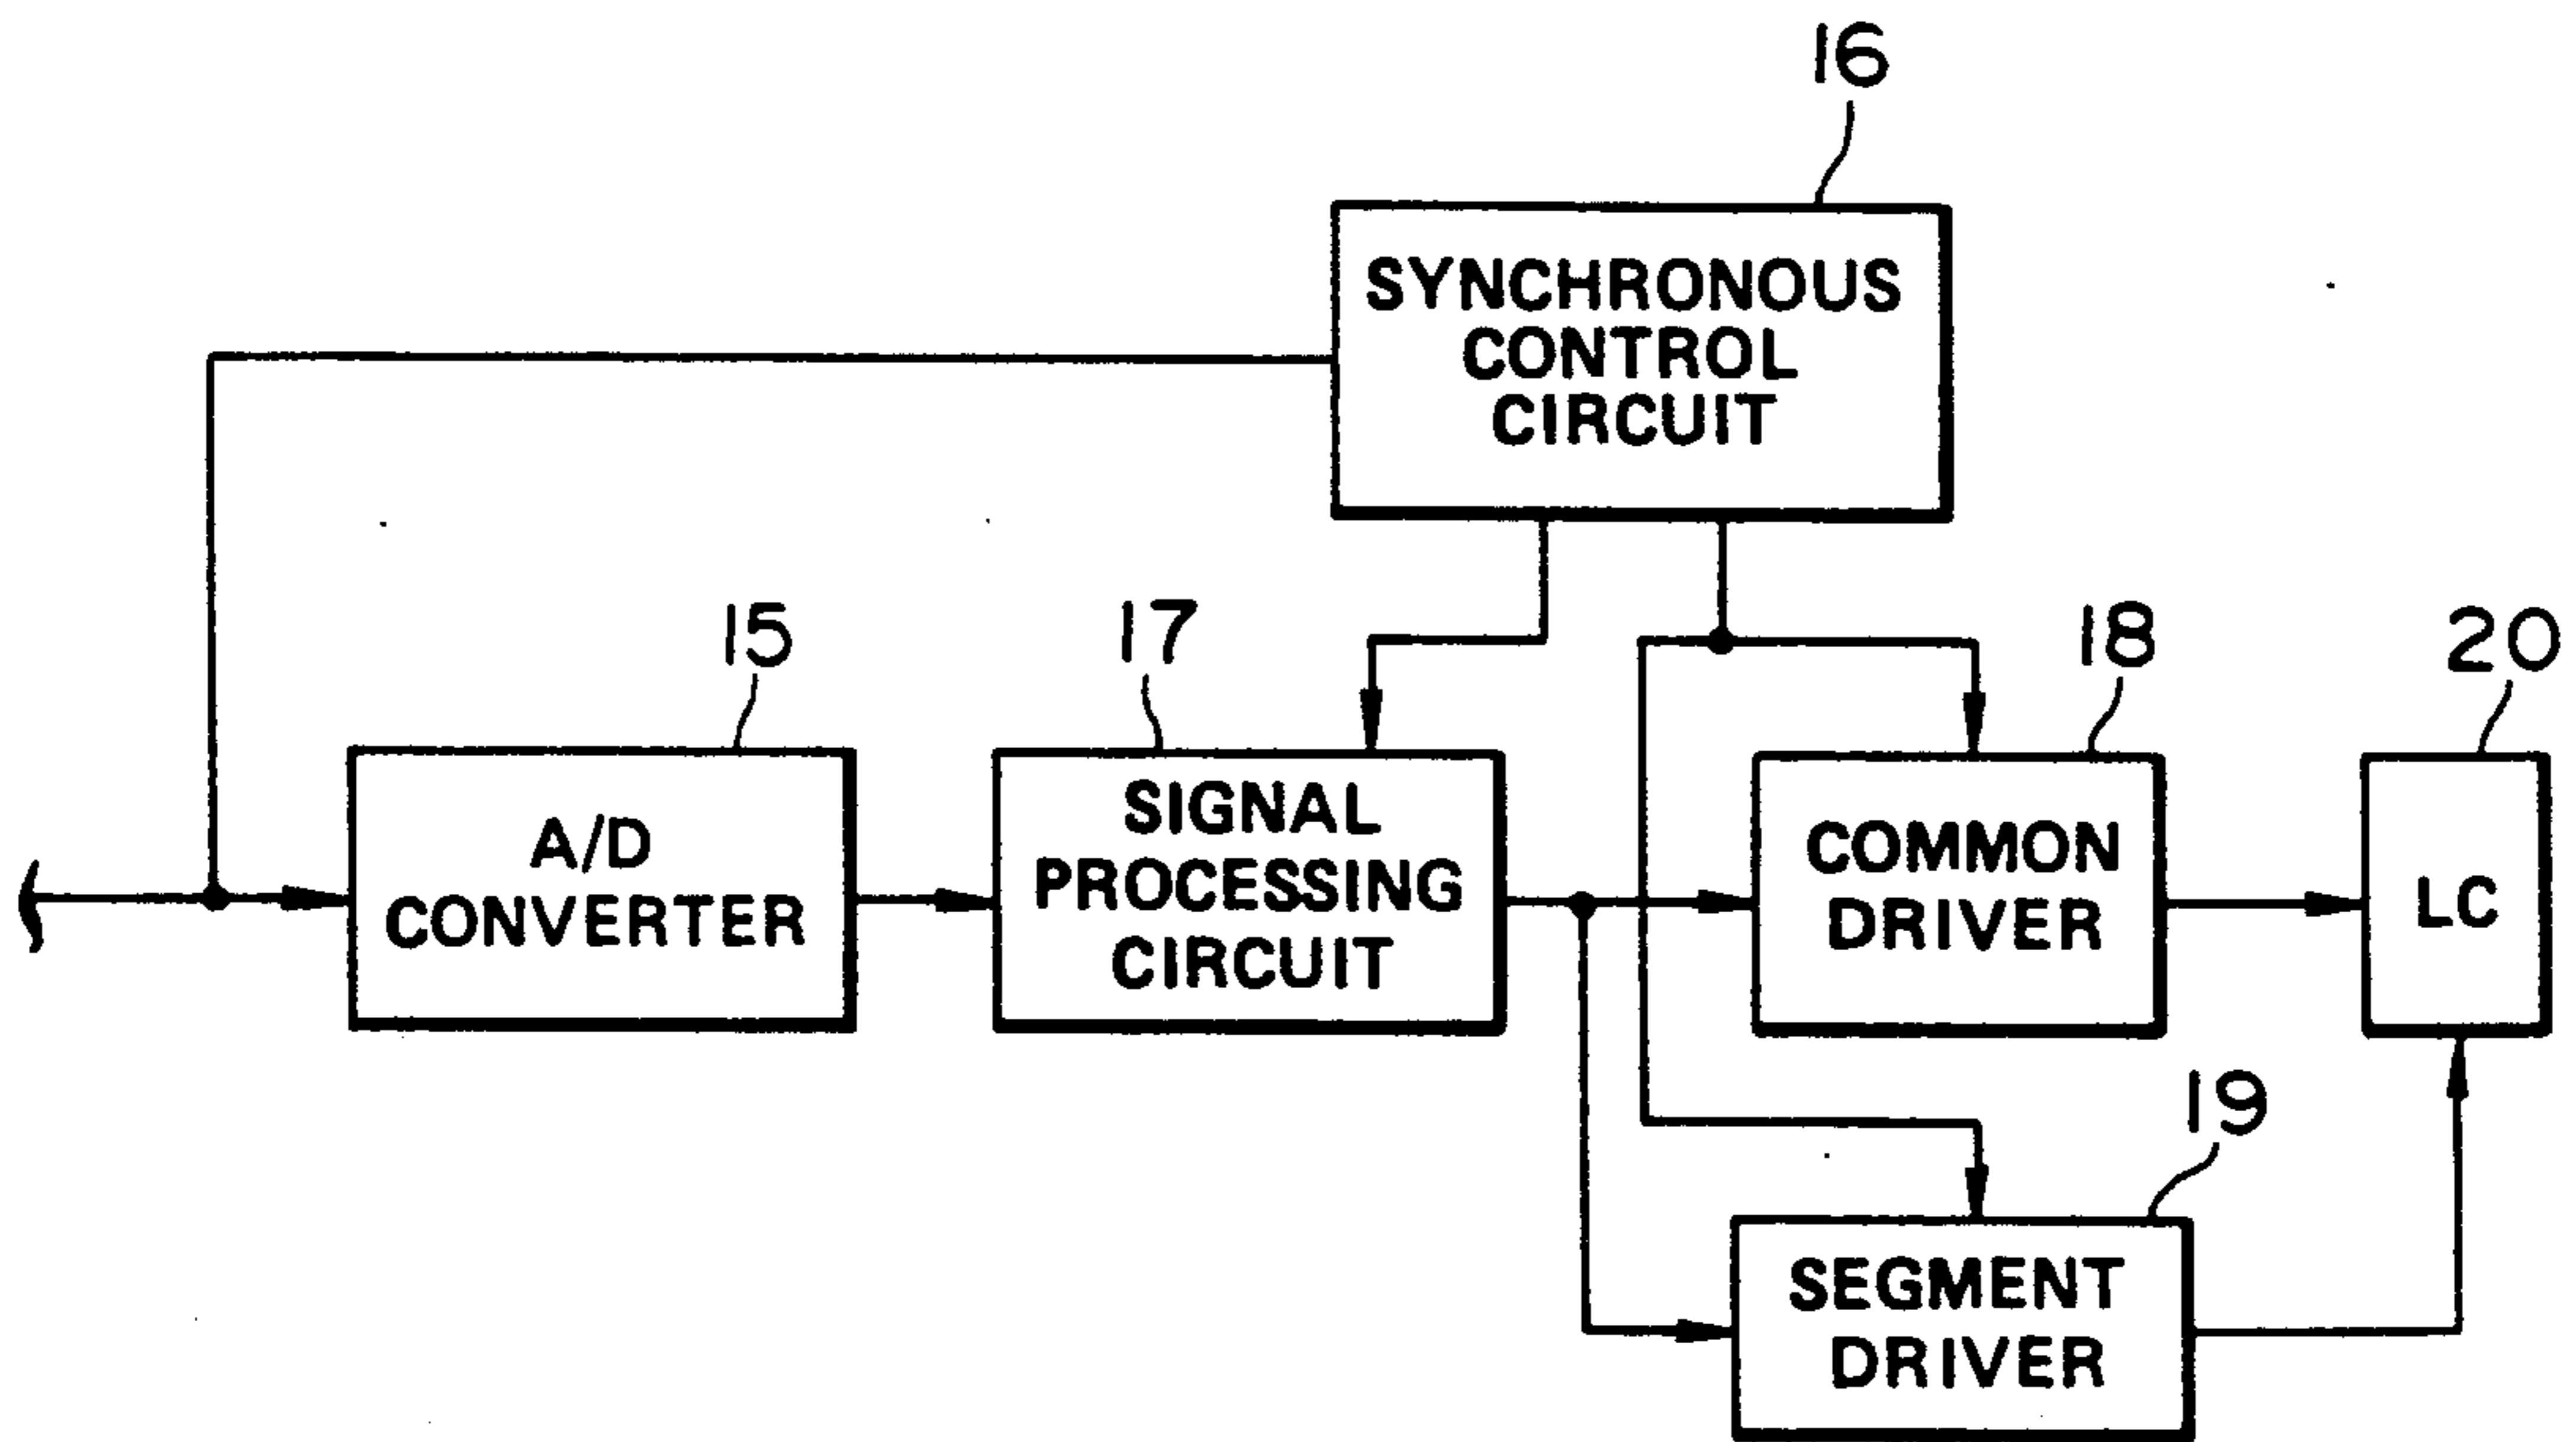 16
SYNCHRONOUS
CONTROL
CIRCUIT
15
17
18
20
A/D
CONVERTER
SIGNAL
PROCESSING
CIRCUIT
COMMON
DRIVER
LC
19
SEGMENT
DRIVER